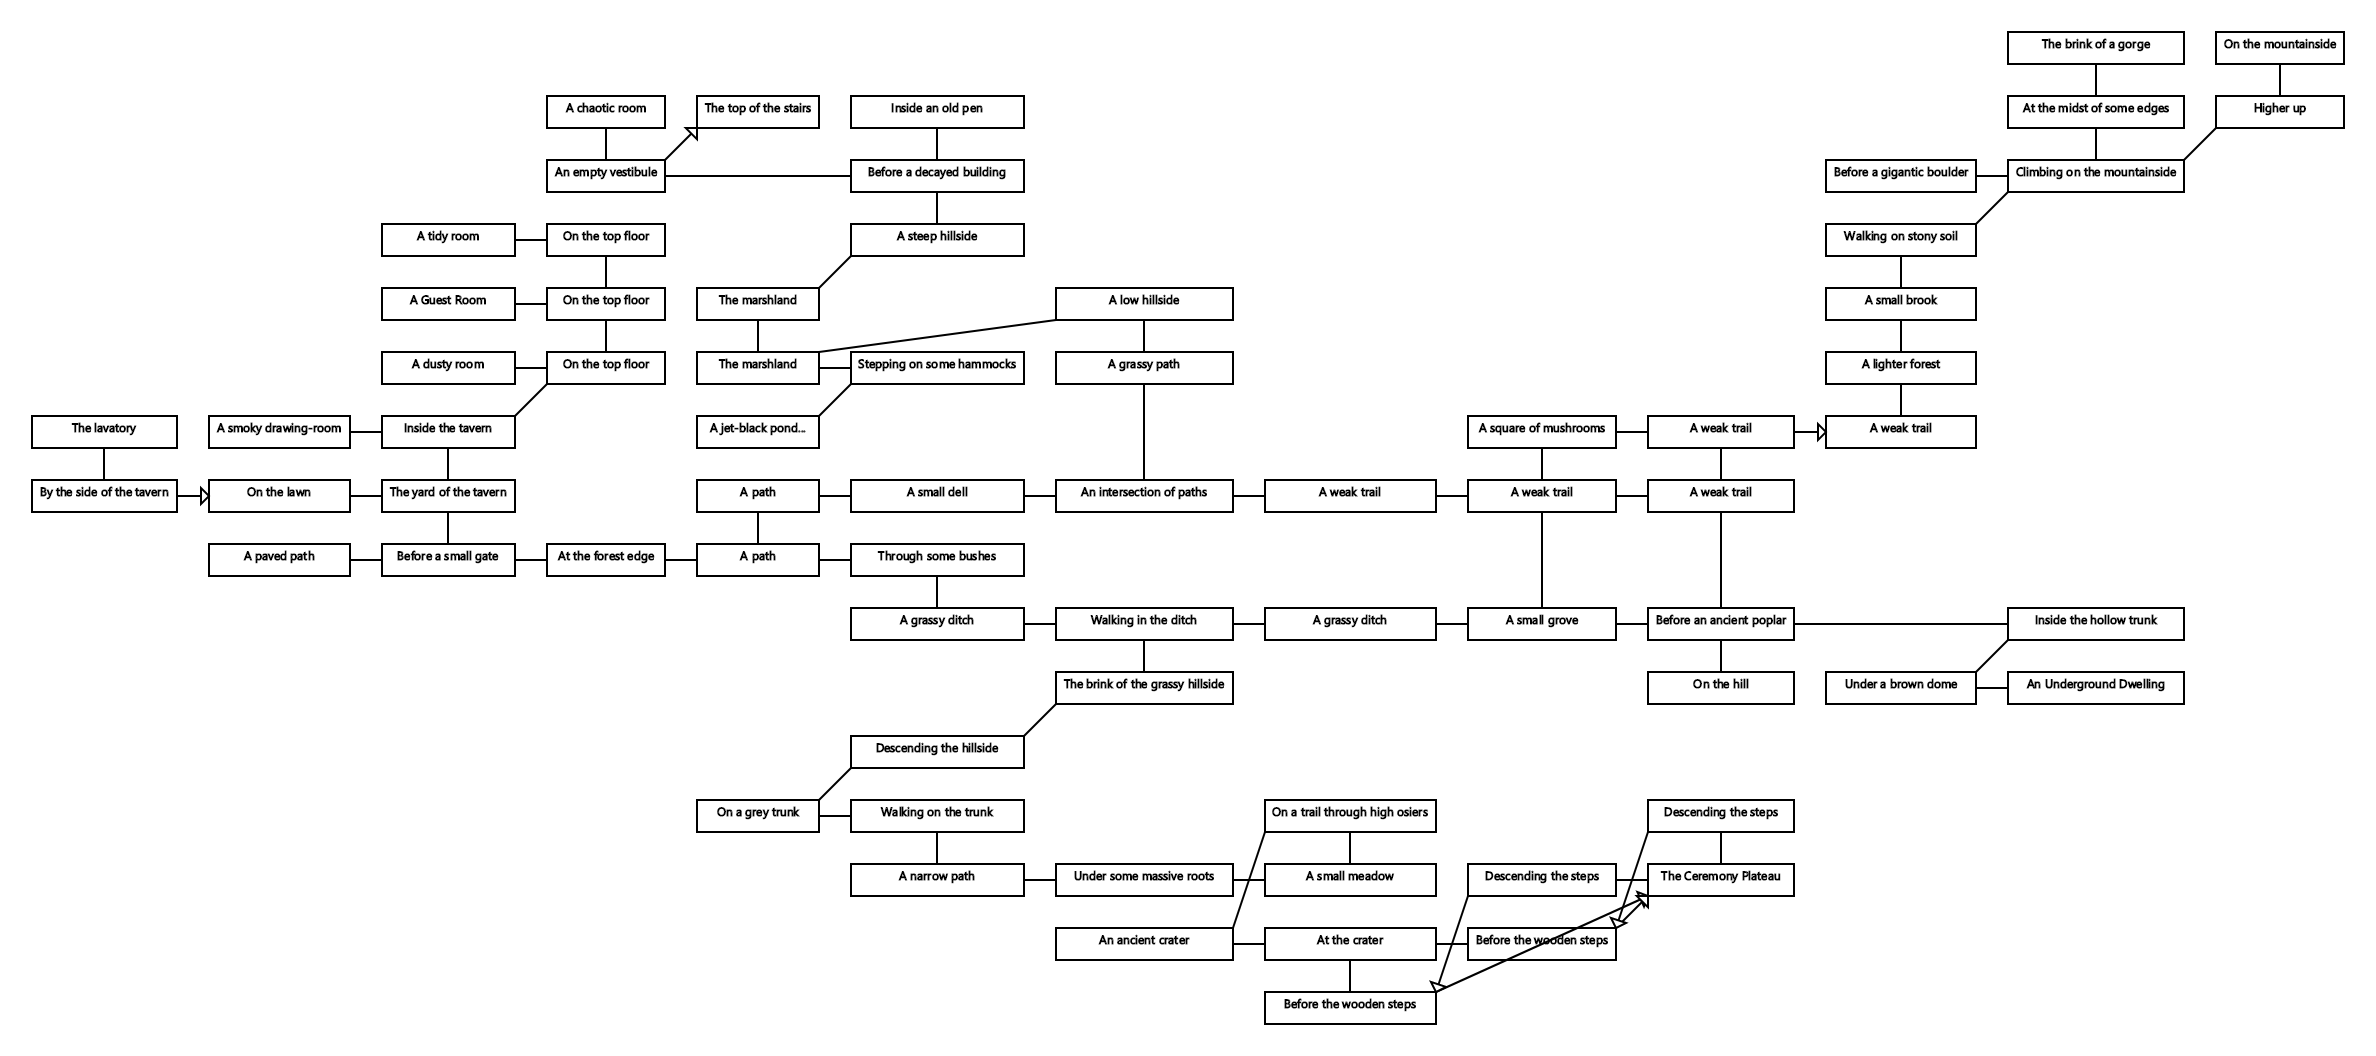 The brink of a gorge
On the mountainside
A chaotic room
The top of the stairs
Inside an old pen
At the midst of some edges
Higher up
An empty vestibule
Before a decayed building
Before a gigantic boulder
Climbing on the mountainside
A tidy room
On the top floor
A steep hillside
Walking on stony soil
A Guest Room
On the top floor
The marshland
A low hillside
A small brook
A dusty room
On the top floor
The marshland
Stepping on some hammocks
A grassy path
A lighter forest
The lavatory
A smoky drawing-room
Inside the tavern
A jet-black pond...
A square of mushrooms
A weak trail
A weak trail
By the side of the tavern
On the lawn
The yard of the tavern
A path
A small dell
An intersection of paths
A weak trail
A weak trail
A weak trail
A paved path
Before a small gate
At the forest edge
A path
Through some bushes
A grassy ditch
Walking in the ditch
A grassy ditch
A small grove
Before an ancient poplar
Inside the hollow trunk
The brink of the grassy hillside
On the hill
Under a brown dome
An Underground Dwelling
Descending the hillside
On a grey trunk
Walking on the trunk
On a trail through high osiers
Descending the steps
A narrow path
Under some massive roots
A small meadow
Descending the steps
The Ceremony Plateau
An ancient crater
At the crater
Before the wooden steps
Before the wooden steps